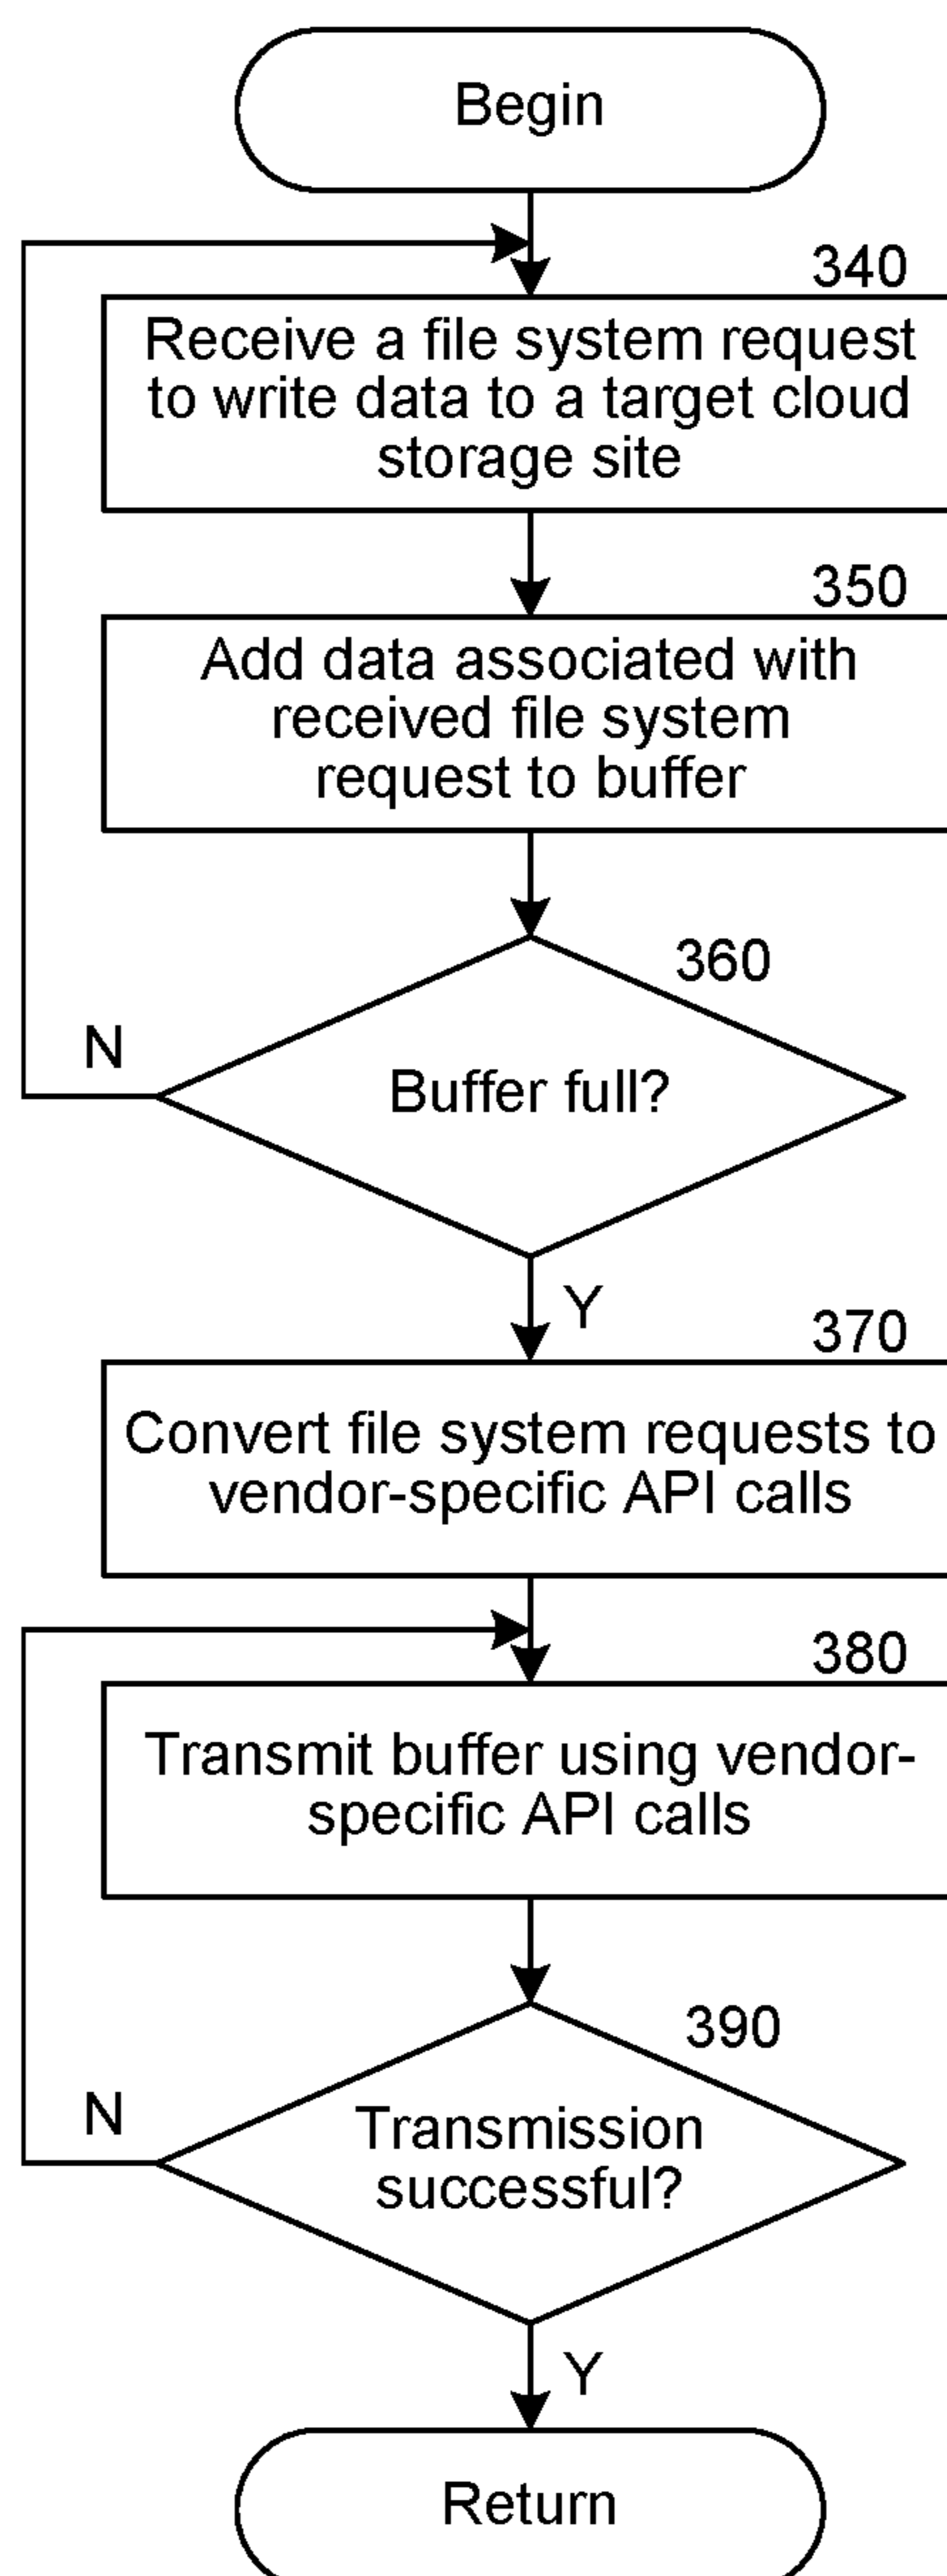 Begin
340
Receive a file system request
to write data to a target cloud
storage site
350
Add data associated with
received file system
request to buffer
360
N
Buffer full?
Y
370
Convert file system requests to
vendor-specific API calls
380
Transmit buffer using vendor-
specific API calls
390
N
Transmission
successful?
Y
Return